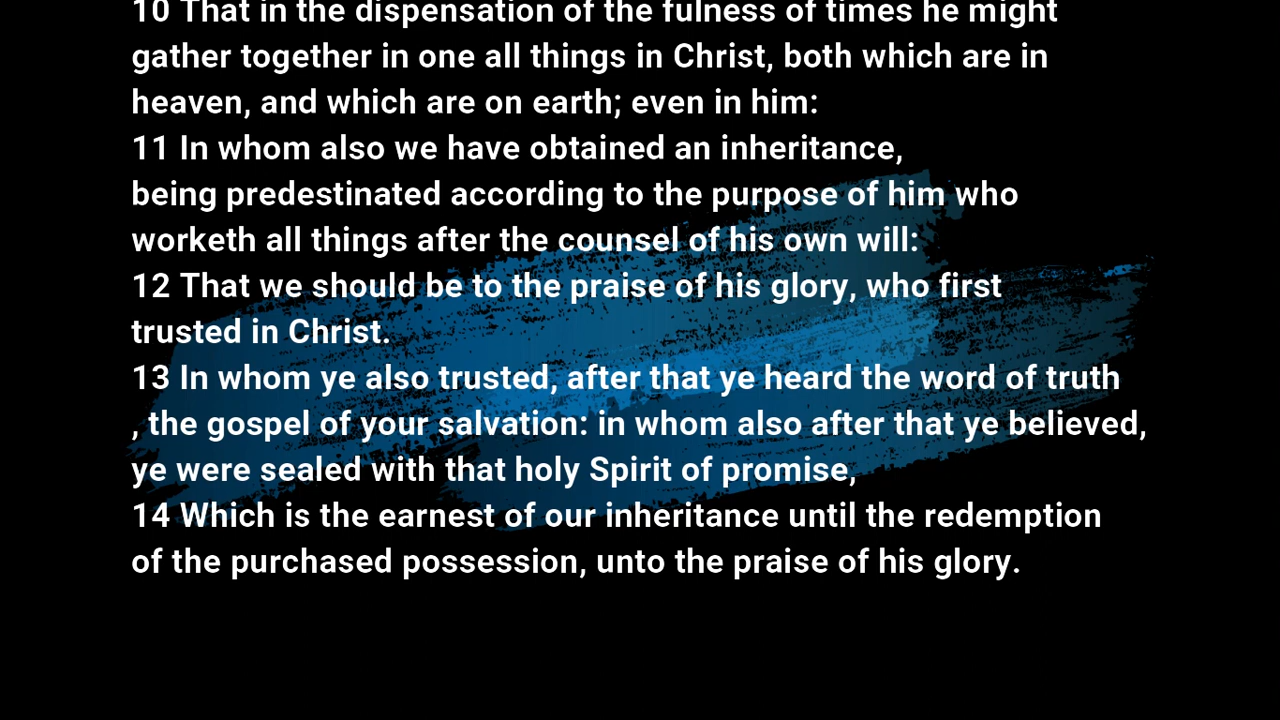 10 That in the dispensation of the fulness of times he might
gather together in one all things in Christ, both which are in
heaven, and which are on earth; even in him:
11 In whom also we have obtained an inheritance,
being predestinated according to the purpose of him who
worketh all things after the counsel of his own will:
12 That we should be to the praise of his glory, who first
trusted in Christ.
13 In whom ye also trusted, after that ye heard the word of truth
, the gospel of your salvation: in whom also after that ye believed,
ye were sealed with that holy Spirit of promise,
14 Which is the earnest of our inheritance until the redemption
of the purchased possession, unto the praise of his glory.